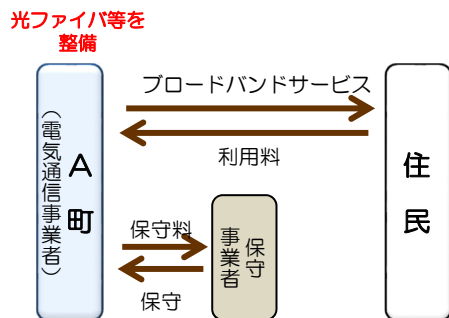 光ファイバ等を
整備
ブロードバンドサービス
利用料
A町
（電気通信事業者）
住民
保守料
保守
事業者
保守